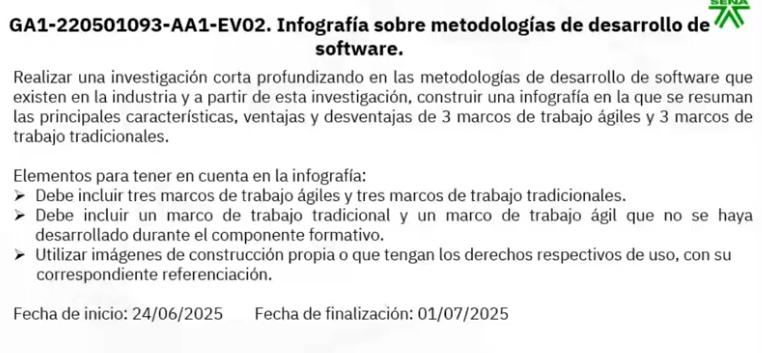 SENA
GA1-220501093-AA1-EV02. Infografía sobre metodologías de desarrollo de
software.
Realizar una investigación corta profundizando en las metodologías de desarrollo de software que
existen en la industria y a partir de esta investigación, construir una infografía en la que se resuman
las principales características, ventajas y desventajas de 3 marcos de trabajo ágiles y 3 marcos de
trabajo tradicionales.
Elementos para tener en cuenta en la infografía:
➢ Debe incluir tres marcos de trabajo ágiles y tres marcos de trabajo tradicionales.
➢ Debe incluir un marco de trabajo tradicional y un marco de trabajo ágil que no se haya
desarrollado durante el componente formativo.
➢ Utilizar imágenes de construcción propia o que tengan los derechos respectivos de uso, con su
correspondiente referenciación.
Fecha de inicio: 24/06/2025 Fecha de finalización: 01/07/2025